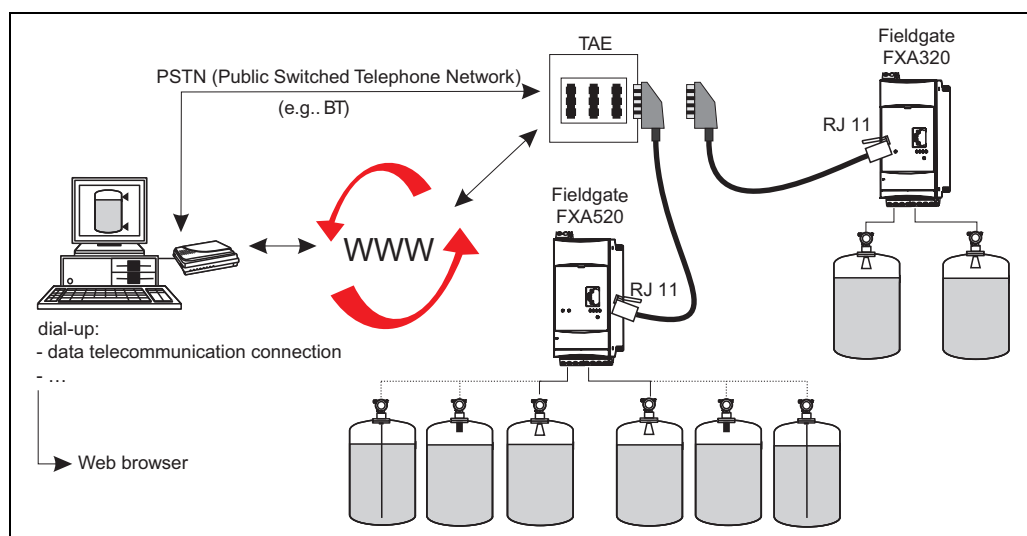 TAE
Fieldgate
FXA320
PSTN (Public Switched Telephone Network)
(e.g.. BT)
RJ 11
Fieldgate
FXA520
WWW
RJ 11
dial-up:
- data telecommunication connection
- ...
Web browser